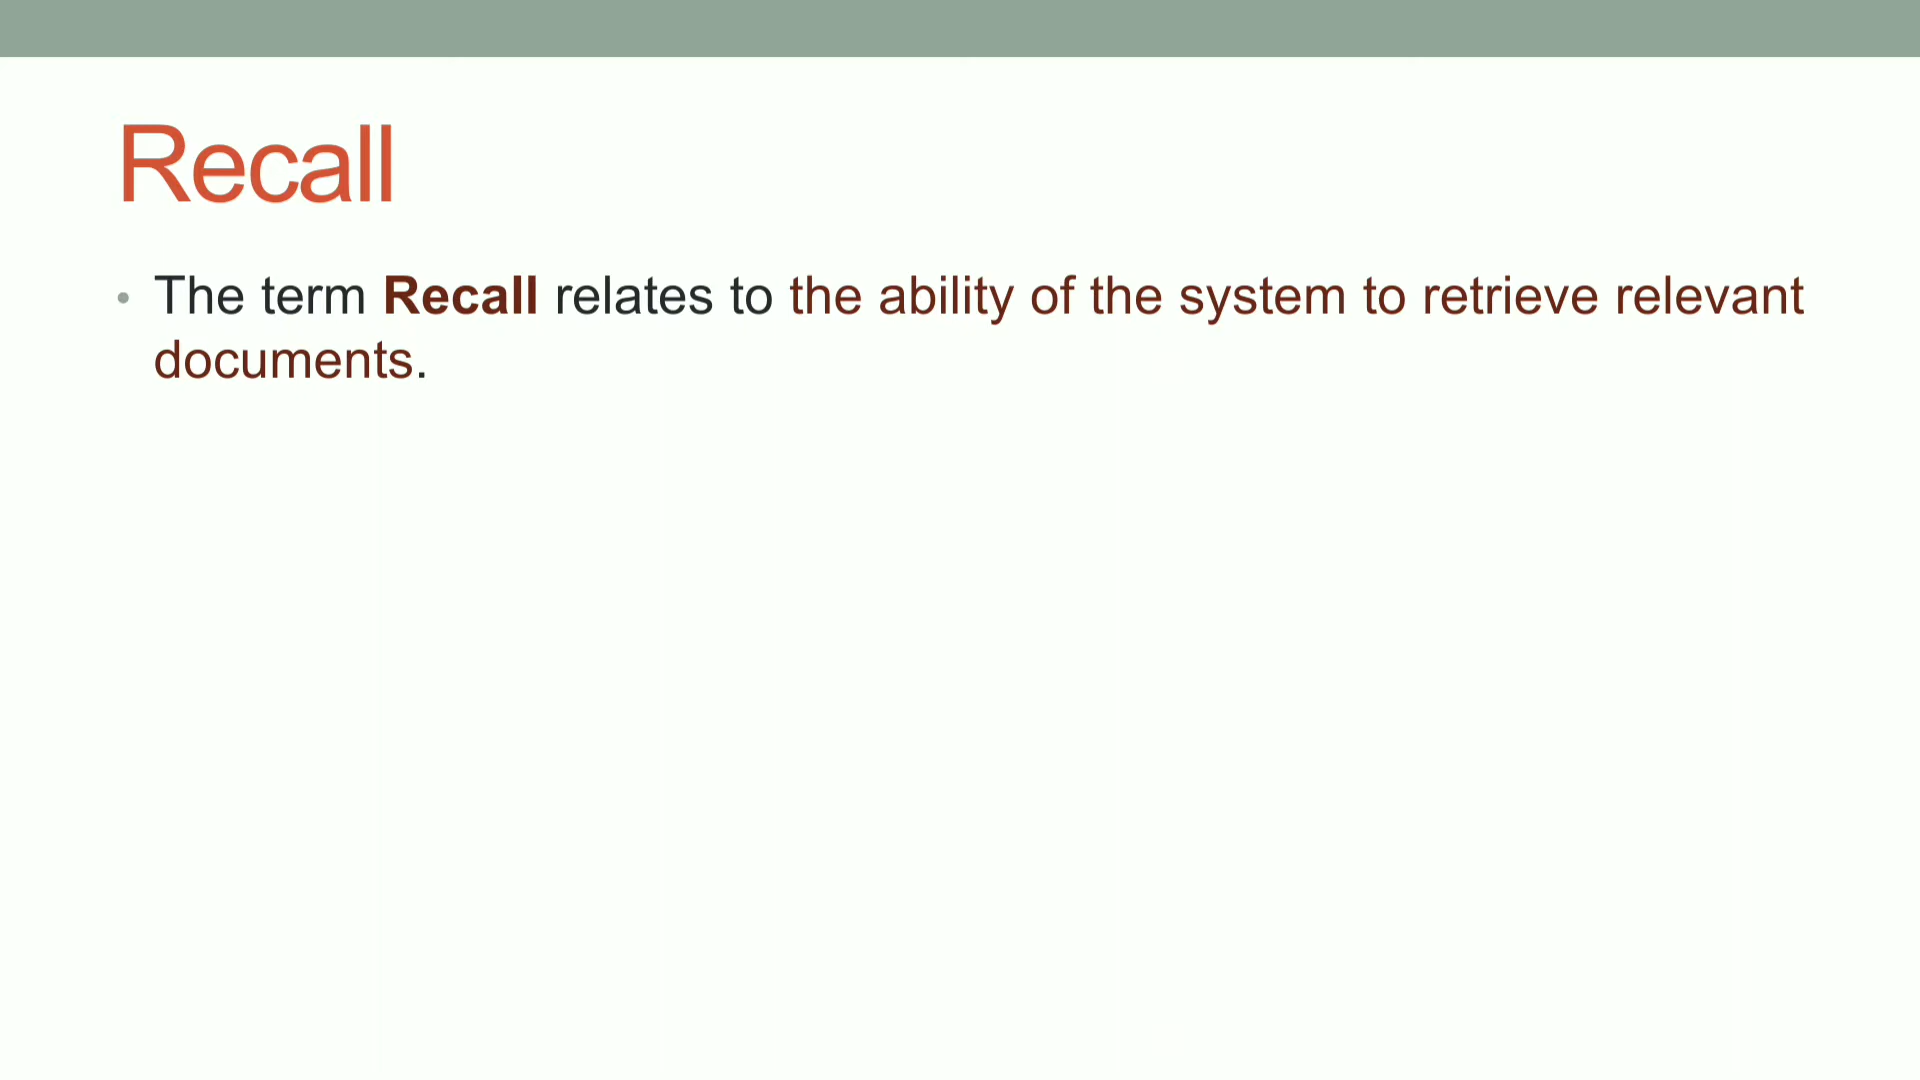 Recall
• The term Recall relates to the ability of the system to retrieve relevant
documents.